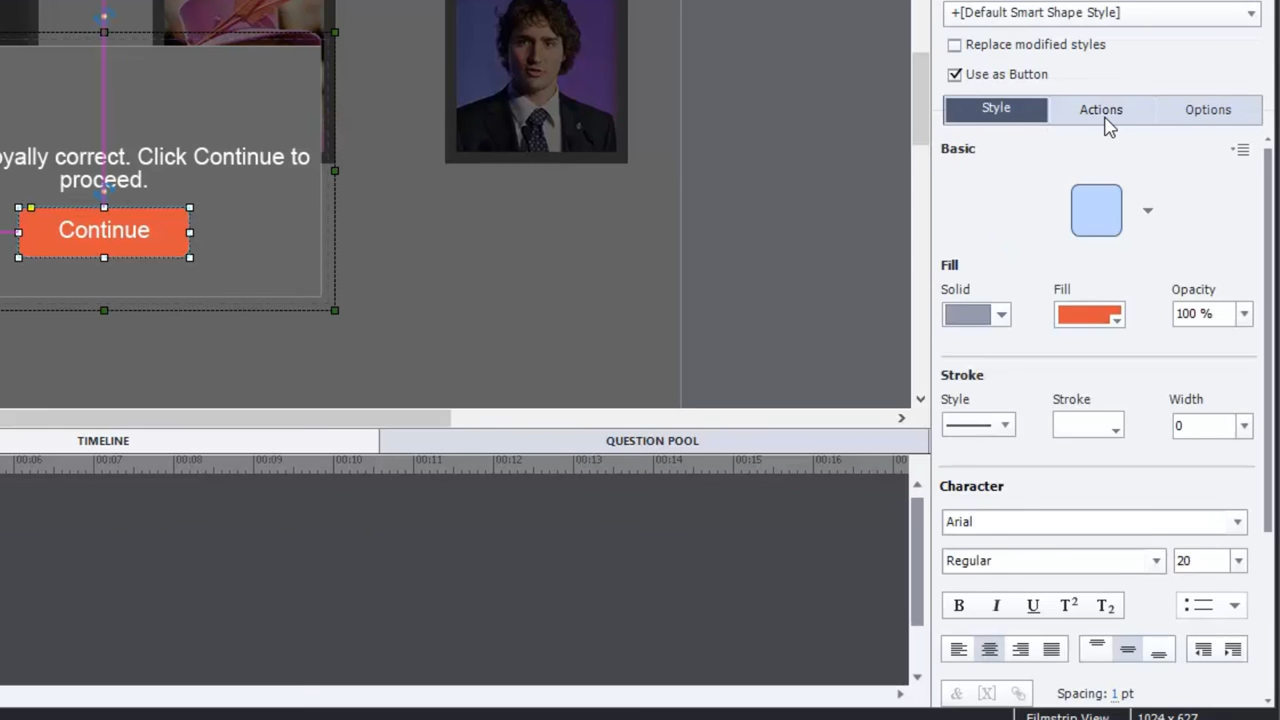 +[Default Smart Shape Style]
Replace modified styles
Use as Button
Style Actions Options
Basic
Fill
Solid Fill Opacity
100 %
Stroke
Style Stroke Width
0
Character
Arial
Regular 20
B I U T² T₂
& [X]
Spacing: 1 pt
oyally correct. Click Continue to
proceed.
Continue
TIMELINE QUESTION POOL
00:06 00:07 00:08 00:09 00:10 00:11 00:12 00:13 00:14 00:15 00:16 00
Filmstrip View 1024 x 627